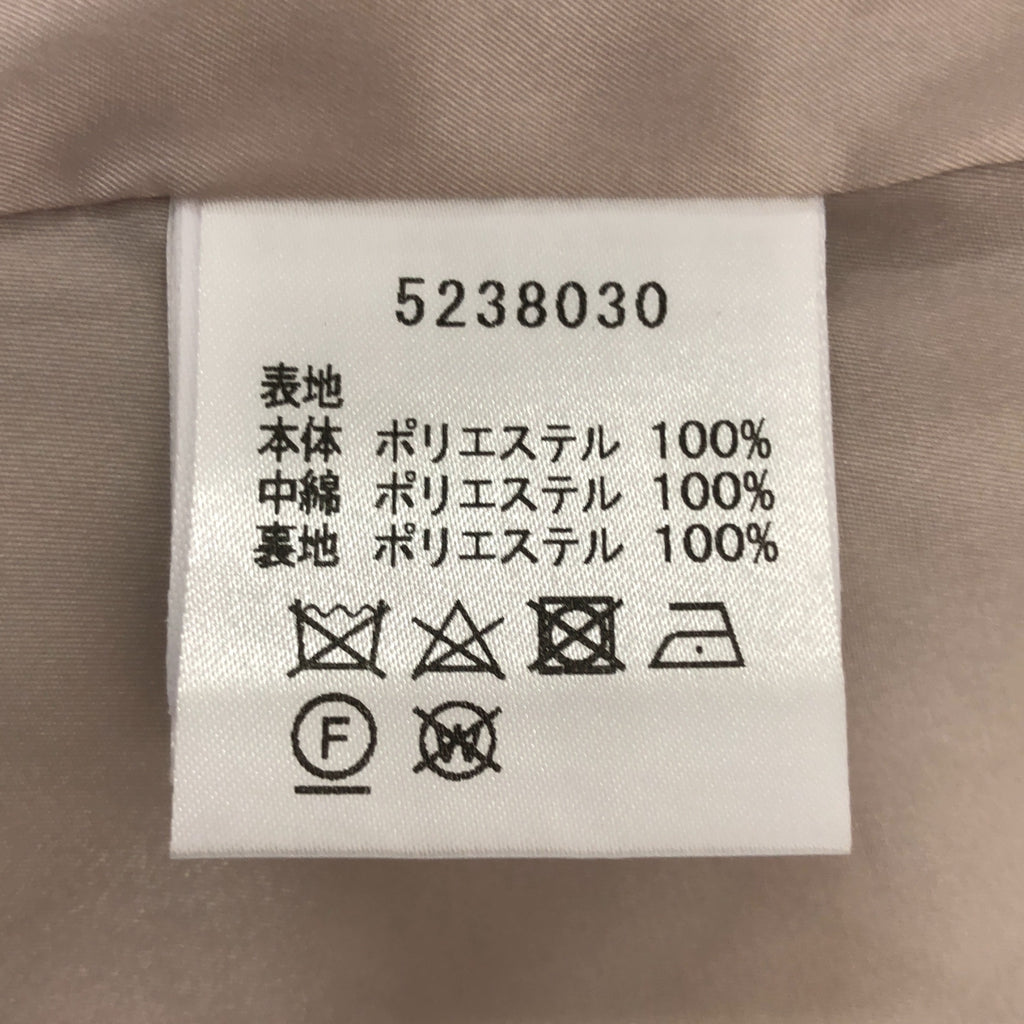 5238030
表地
本体 ポリエステル 100%
中綿 ポリエステル 100%
裏地 ポリエステル 100%
F W